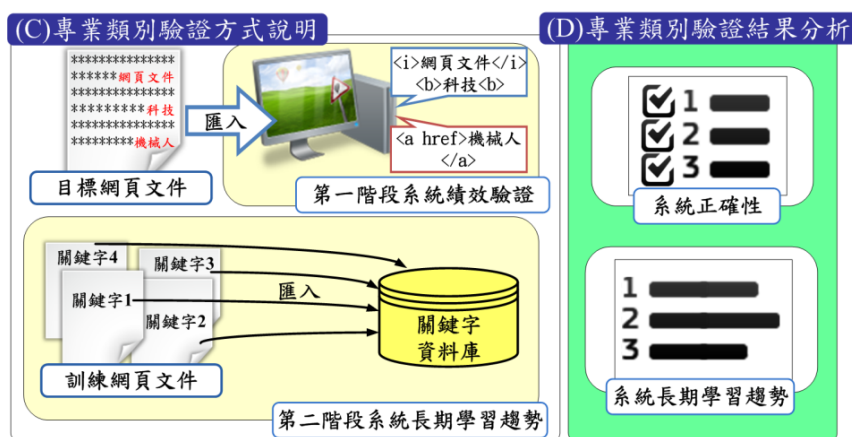 (C)專業類別驗證方式說明
***************
******網頁文件
***************
*********科技
***************
*********機械人
目標網頁文件
匯入
<i>網頁文件</i>
<b>科技<b>
<a href>機械人
</a>
第一階段系統績效驗證
關鍵字4
關鍵字3
關鍵字1
關鍵字2
匯入
關鍵字
資料庫
訓練網頁文件
第二階段系統長期學習趨勢
(D)專業類別驗證結果分析
1
2
3
系統正確性
1
2
3
系統長期學習趨勢